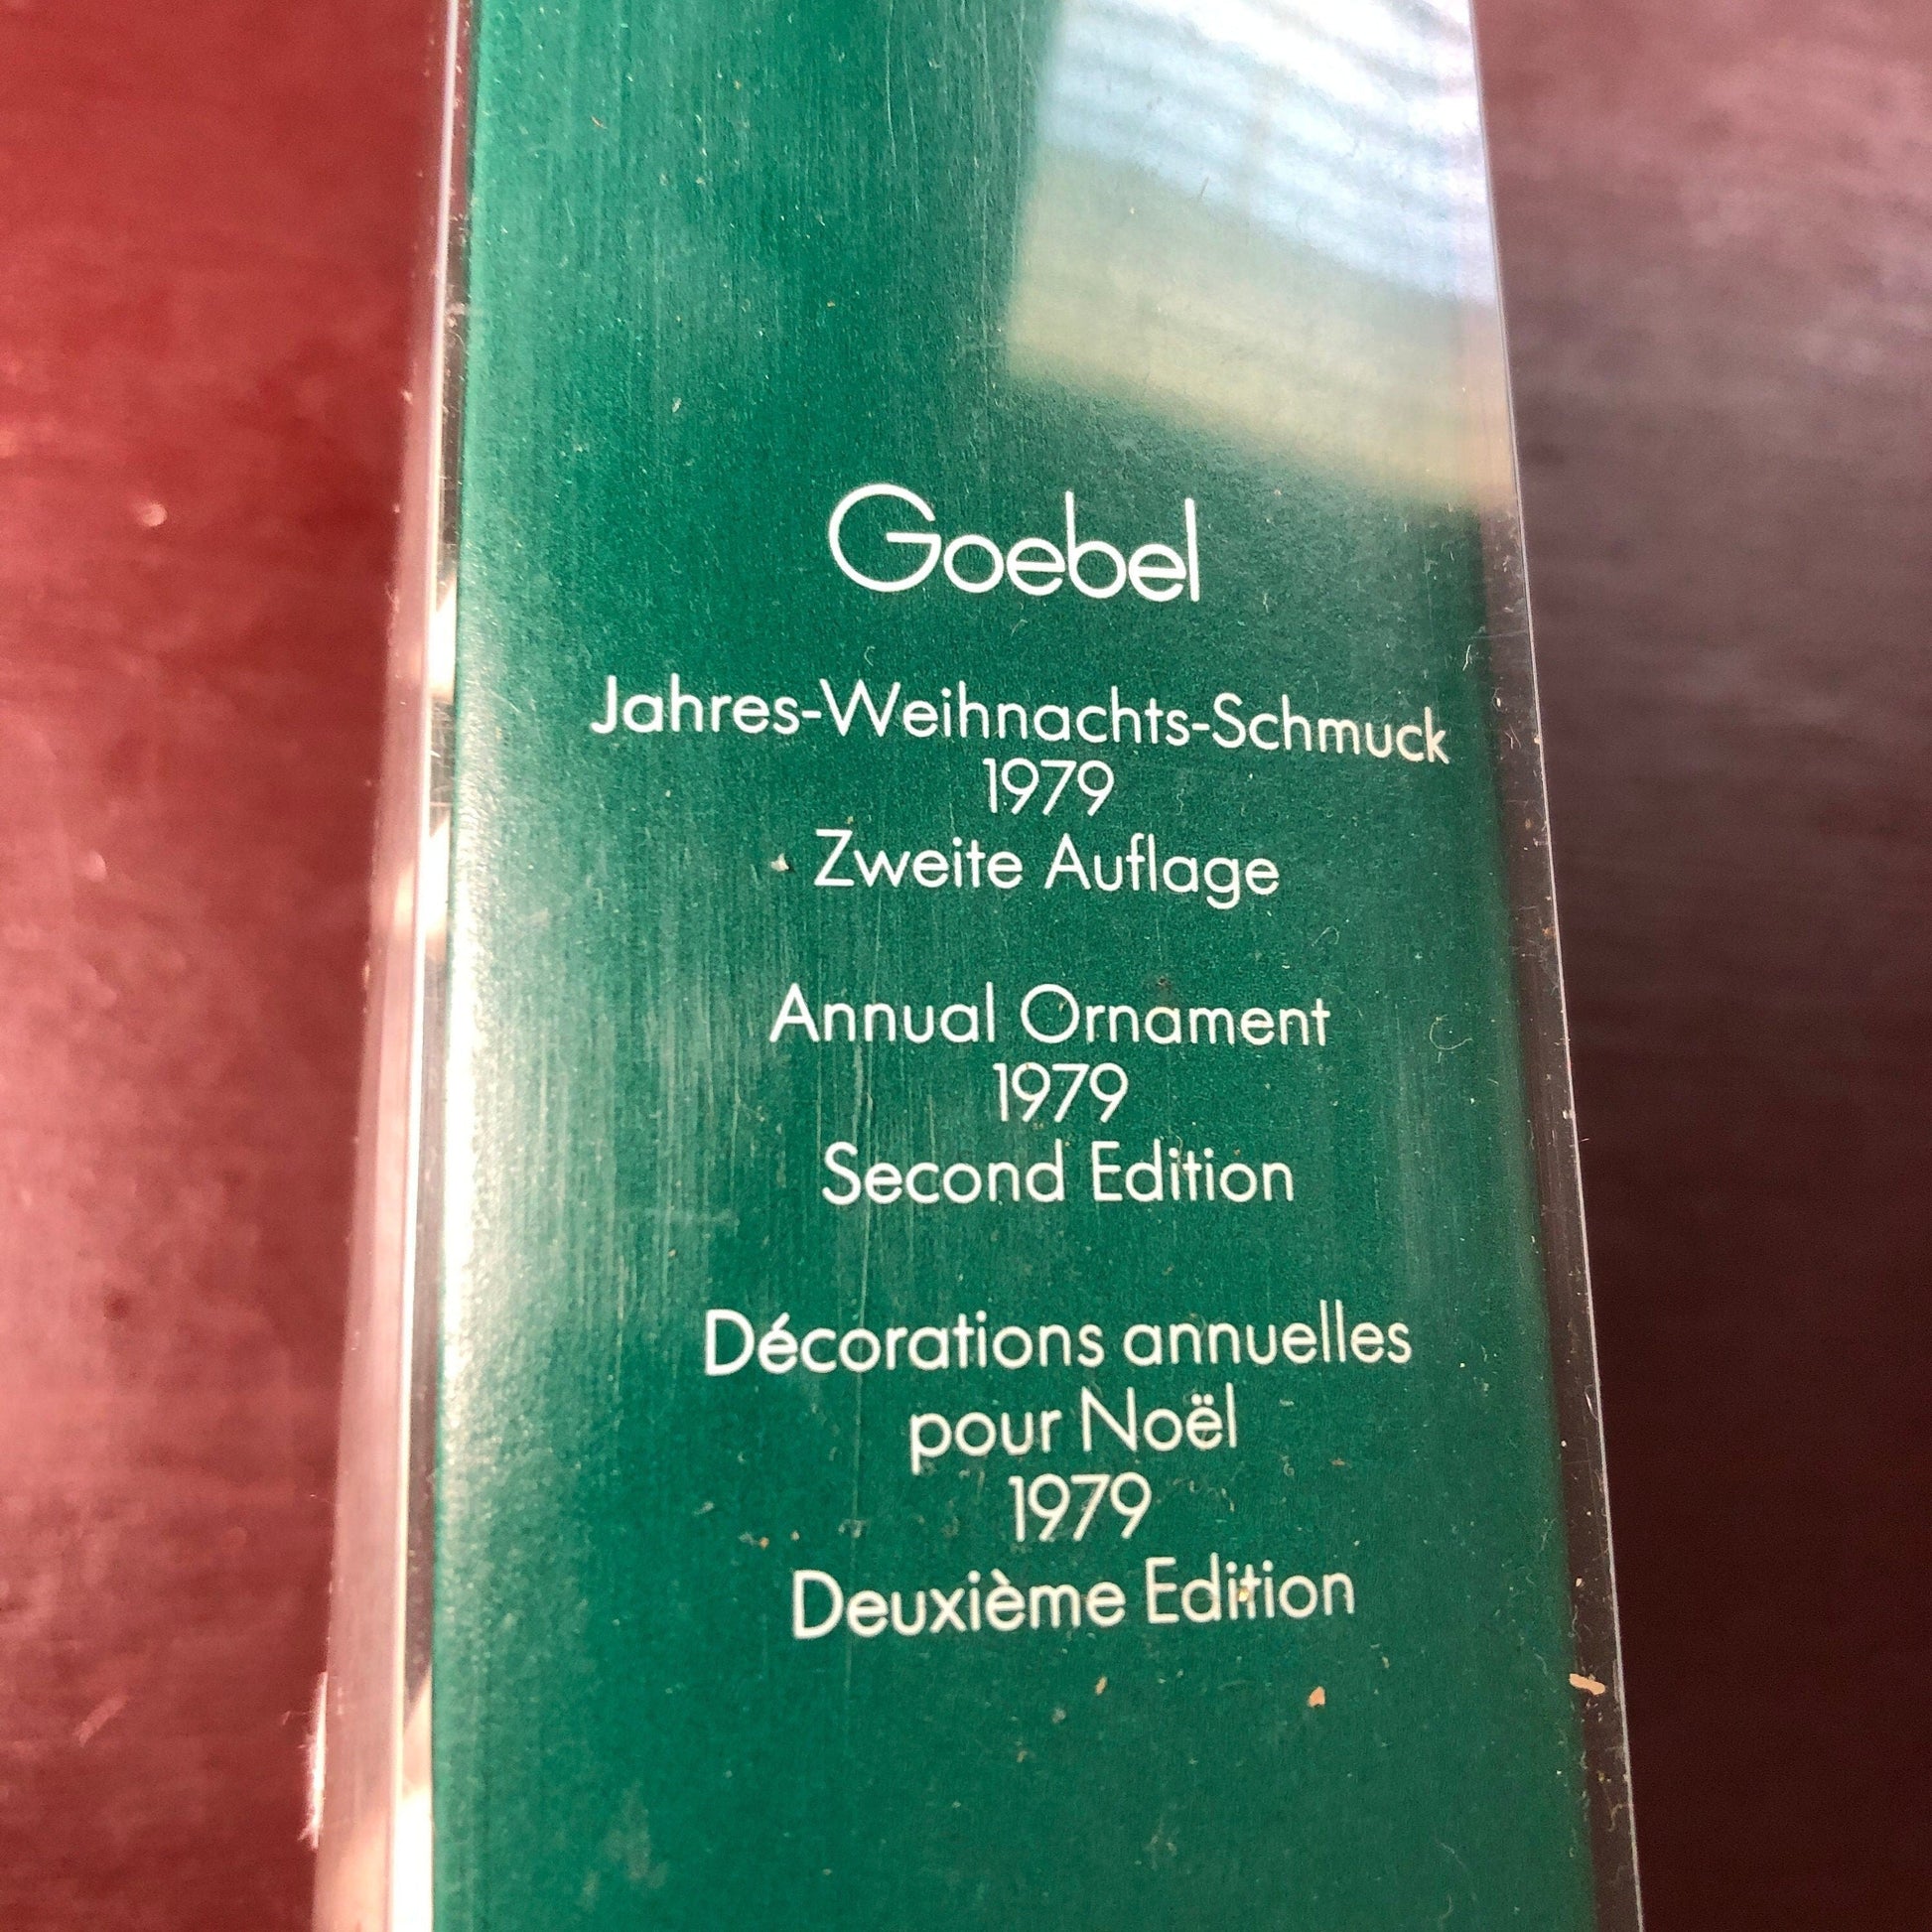 Goebel
Jahres-Weihnachts-Schmuck
1979
Zweite Auflage
Annual Ornament
1979
Second Edition
Décorations annuelles
pour Noël
1979
Deuxième Edition